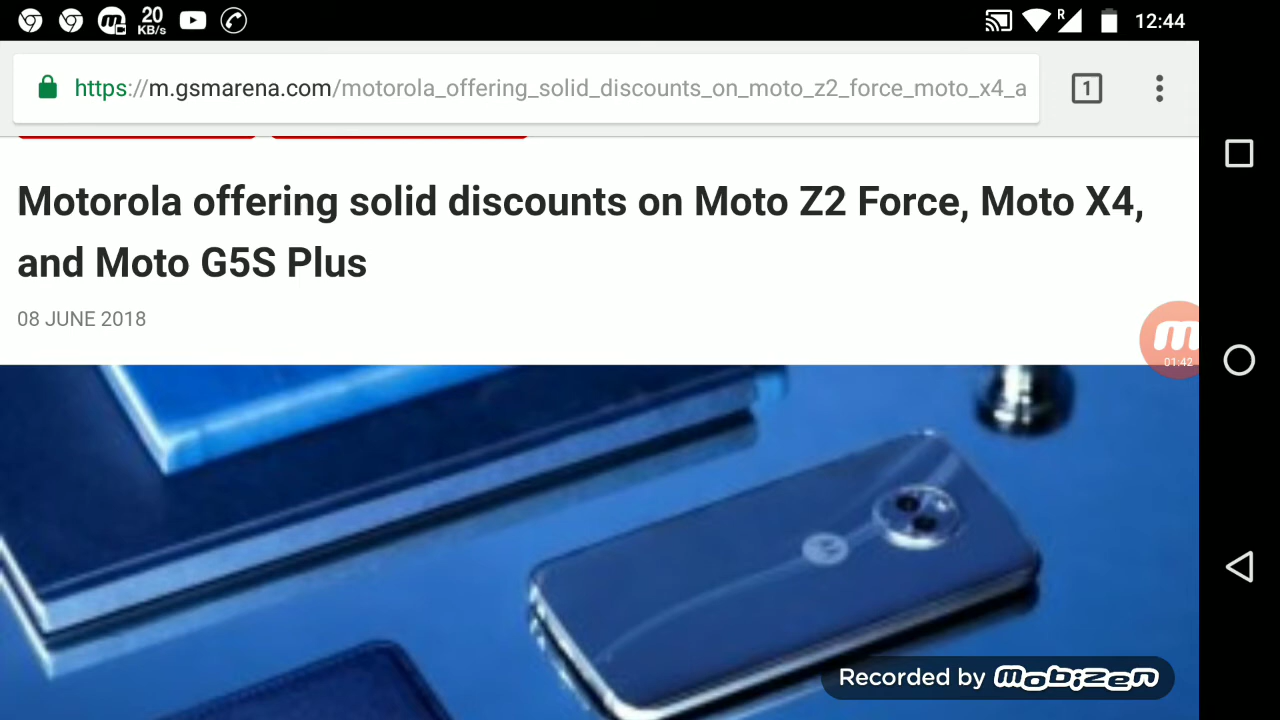 20
KB/s
R
12:44
https://m.gsmarena.com/motorola_offering_solid_discounts_on_moto_z2_force_moto_x4_a
1
Motorola offering solid discounts on Moto Z2 Force, Moto X4,
and Moto G5S Plus
08 JUNE 2018
01:42
Recorded by Mobizen